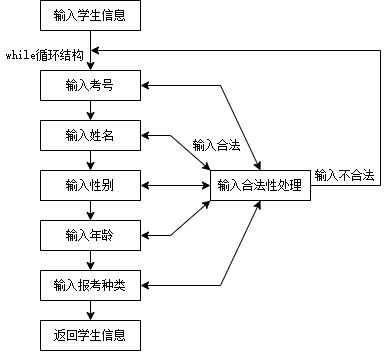 输入学生信息
while循环结构
输入考号
输入姓名
输入合法
输入性别
输入合法性处理
输入不合法
输入年龄
输入报考种类
返回学生信息